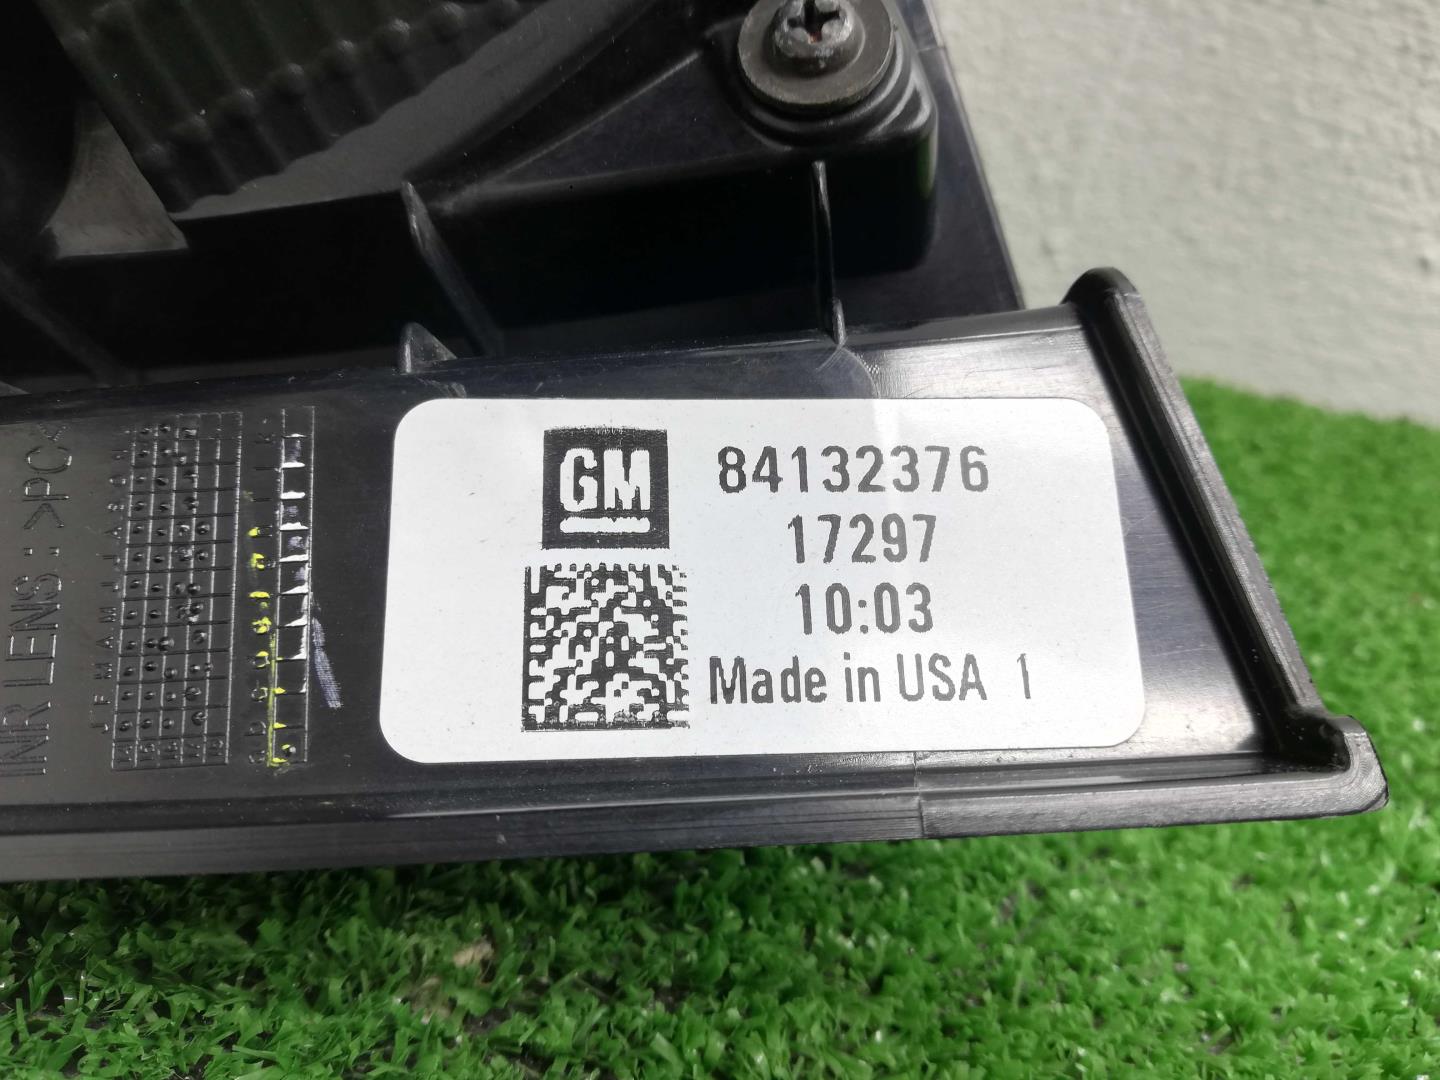 GM
84132376
17297
10:03
Made in USA 1
INR LENS: >PC<
J F M A M J J A S O N